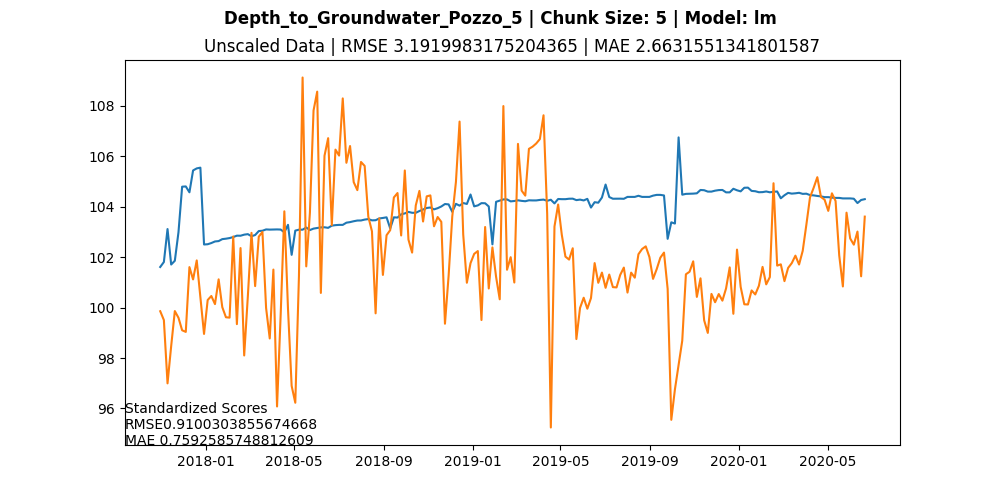 Depth_to_Groundwater_Pozzo_5 | Chunk Size: 5 | Model: lm
Unscaled Data | RMSE 3.1919983175204365 | MAE 2.6631551341801587
108
106
104
102
100
98
96
Standardized Scores
RMSE0.9100303855674668
MAE 0.7592585748812609
2018-01 2018-05 2018-09 2019-01 2019-05 2019-09 2020-01 2020-05